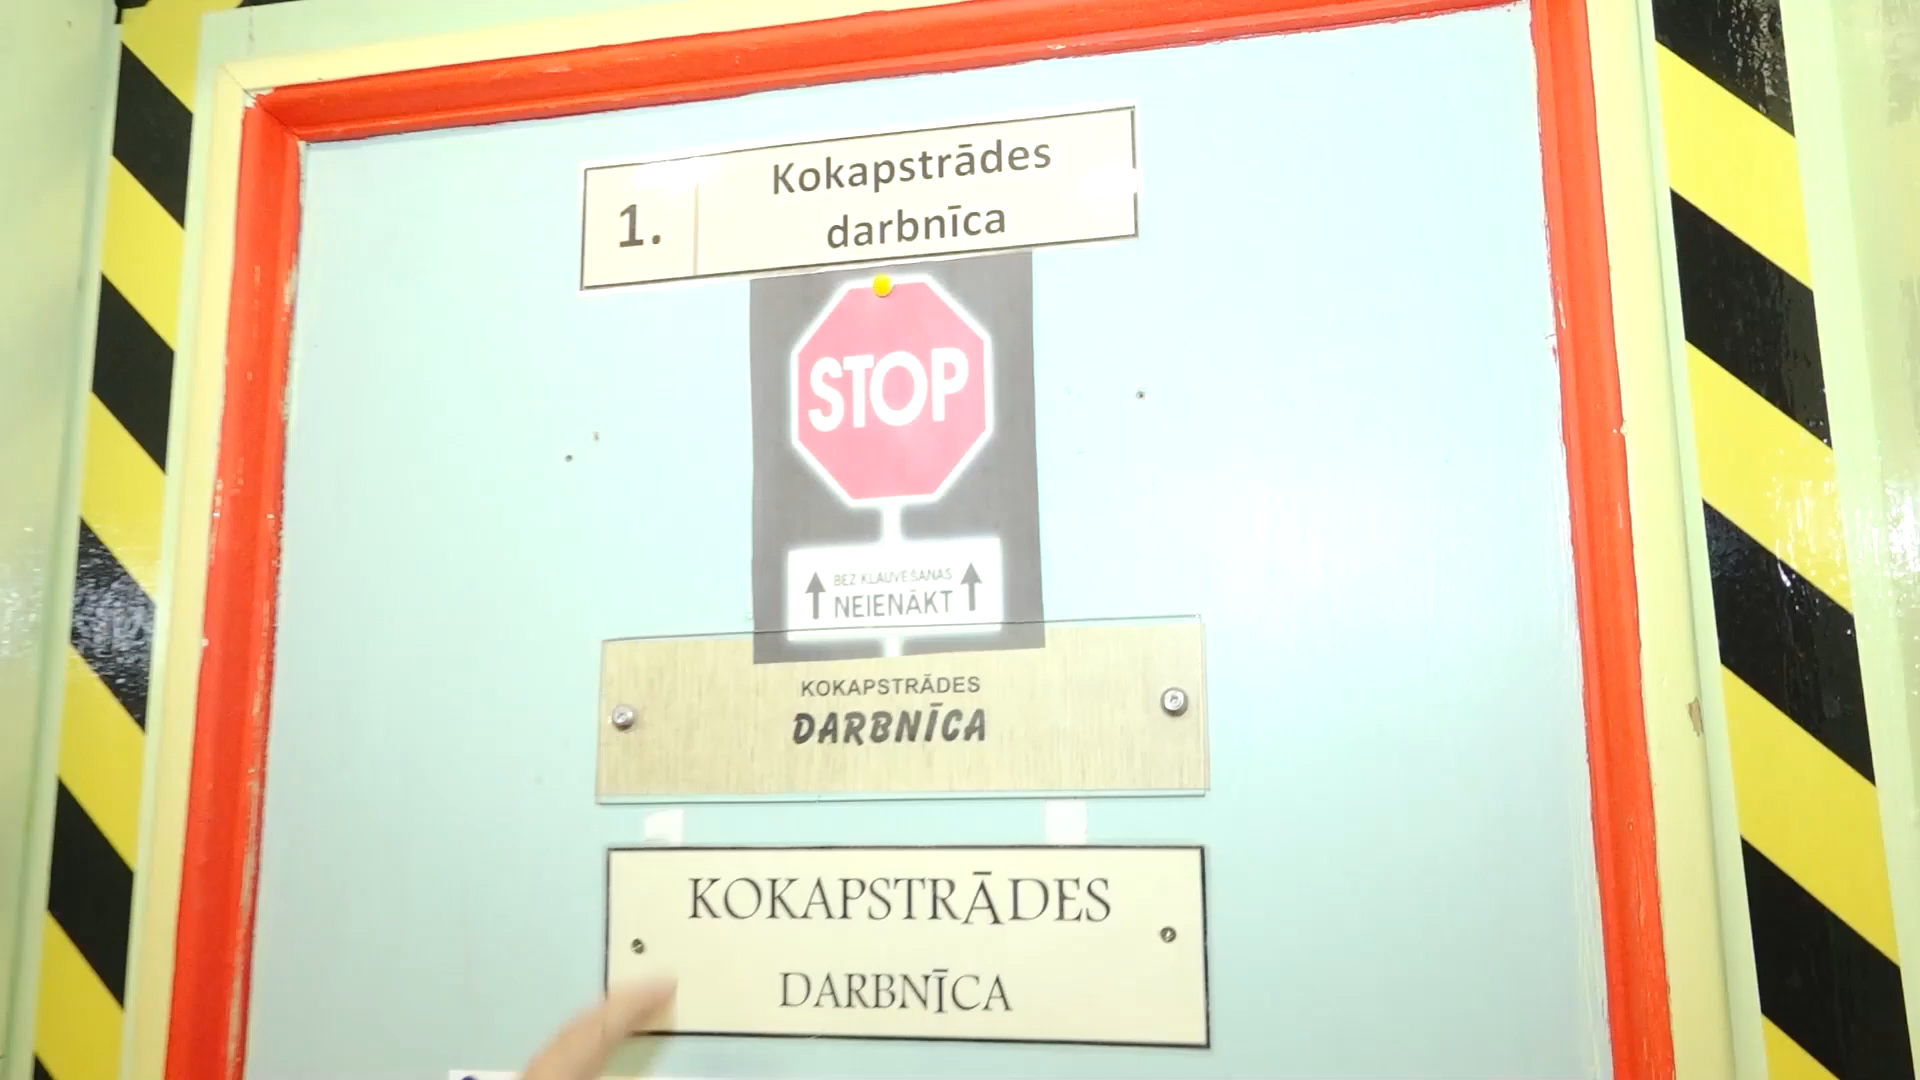 1.
Kokapstrādes
darbnīca
STOP
BEZ KLAUVĒŠANAS
NEIENĀKT
KOKAPSTRĀDES
DARBNĪCA
KOKAPSTRĀDES
DARBNĪCA